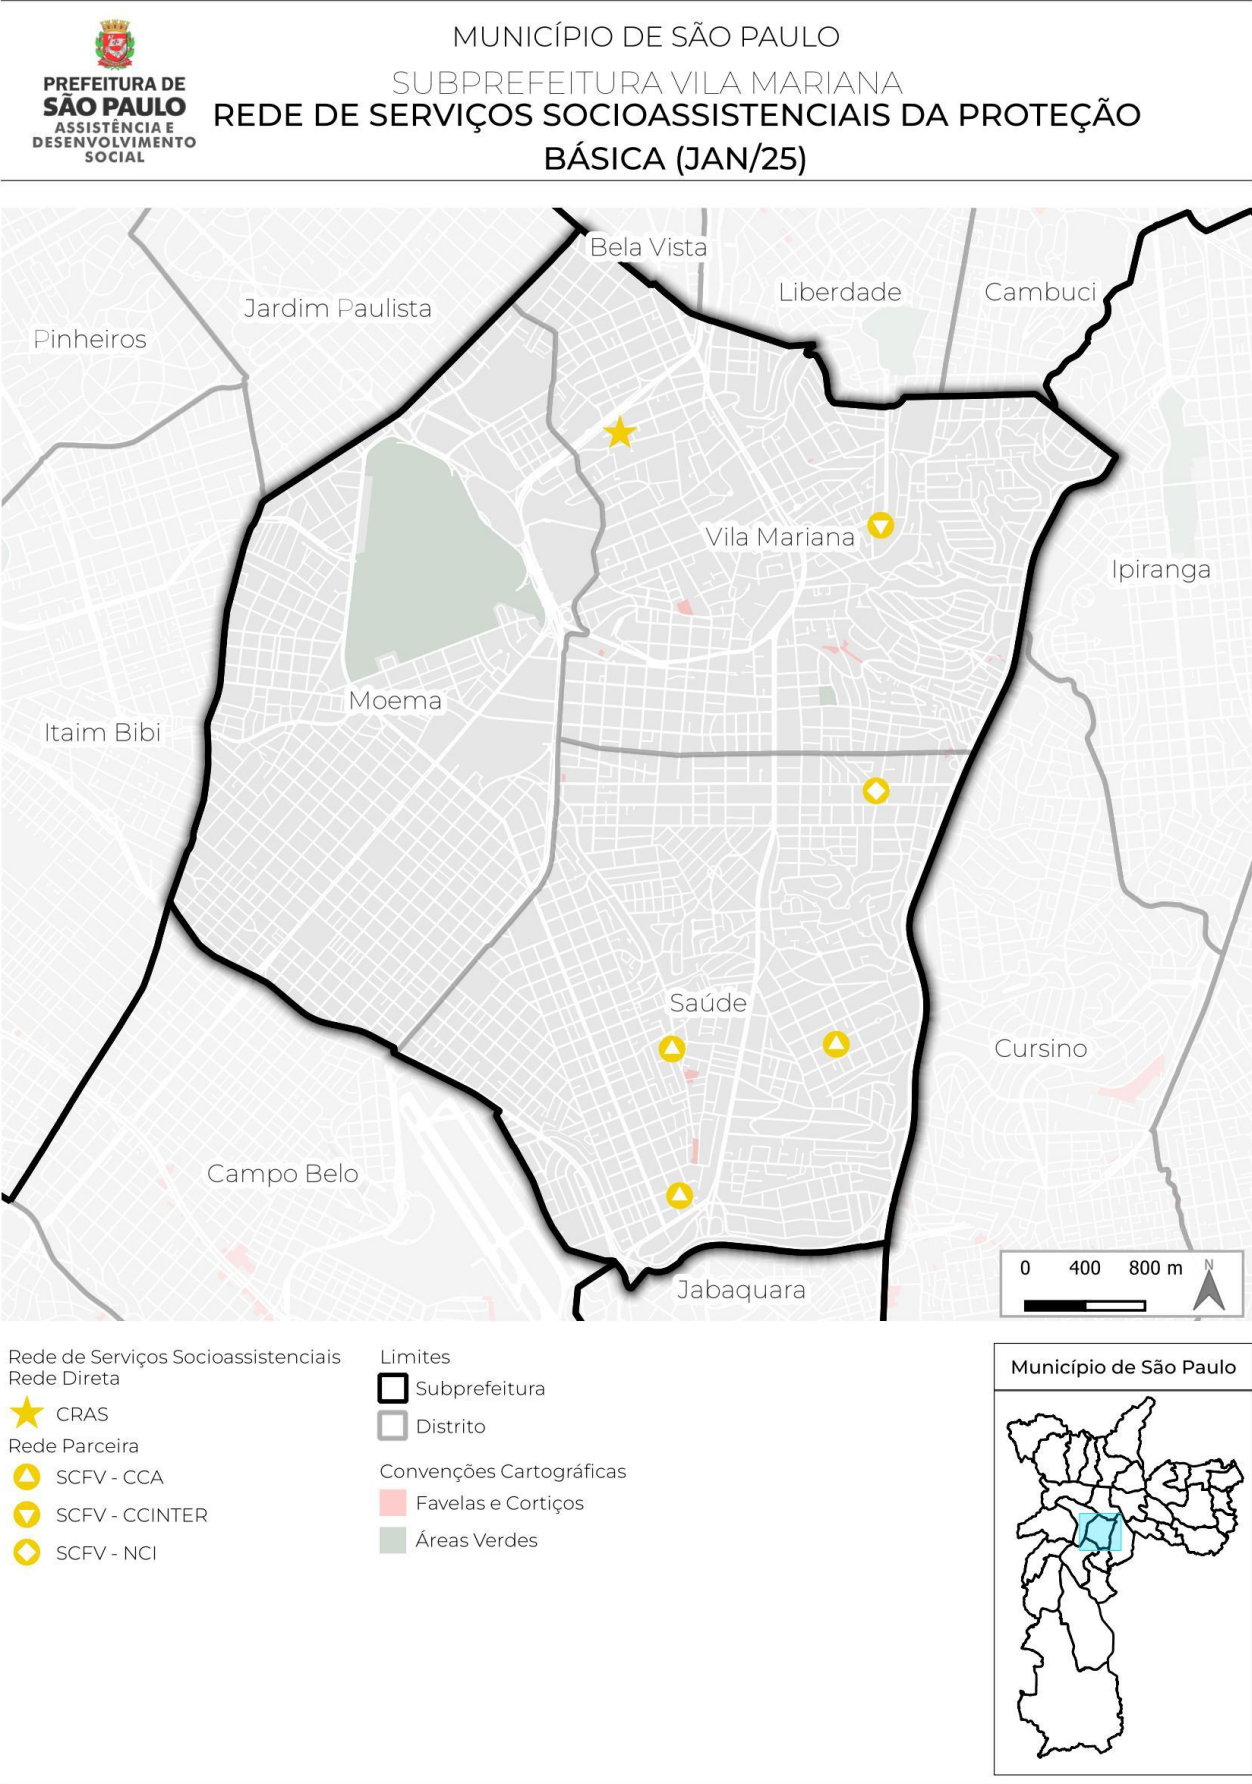 PREFEITURA DE
SÃO PAULO
ASSISTÊNCIA E
DESENVOLVIMENTO
SOCIAL
MUNICÍPIO DE SÃO PAULO
SUBPREFEITURA VILA MARIANA
REDE DE SERVIÇOS SOCIOASSISTENCIAIS DA PROTEÇÃO
BÁSICA (JAN/25)
Bela Vista
Liberdade
Cambuci
Jardim Paulista
Pinheiros
Vila Mariana
Ipiranga
Moema
Itaim Bibi
Saúde
Cursino
Campo Belo
Jabaquara
0 400 800 m
N
Rede de Serviços Socioassistenciais
Rede Direta
CRAS
Rede Parceira
SCFV - CCA
SCFV - CCINTER
SCFV - NCI
Limites
Subprefeitura
Distrito
Convenções Cartográficas
Favelas e Cortiços
Áreas Verdes
Município de São Paulo